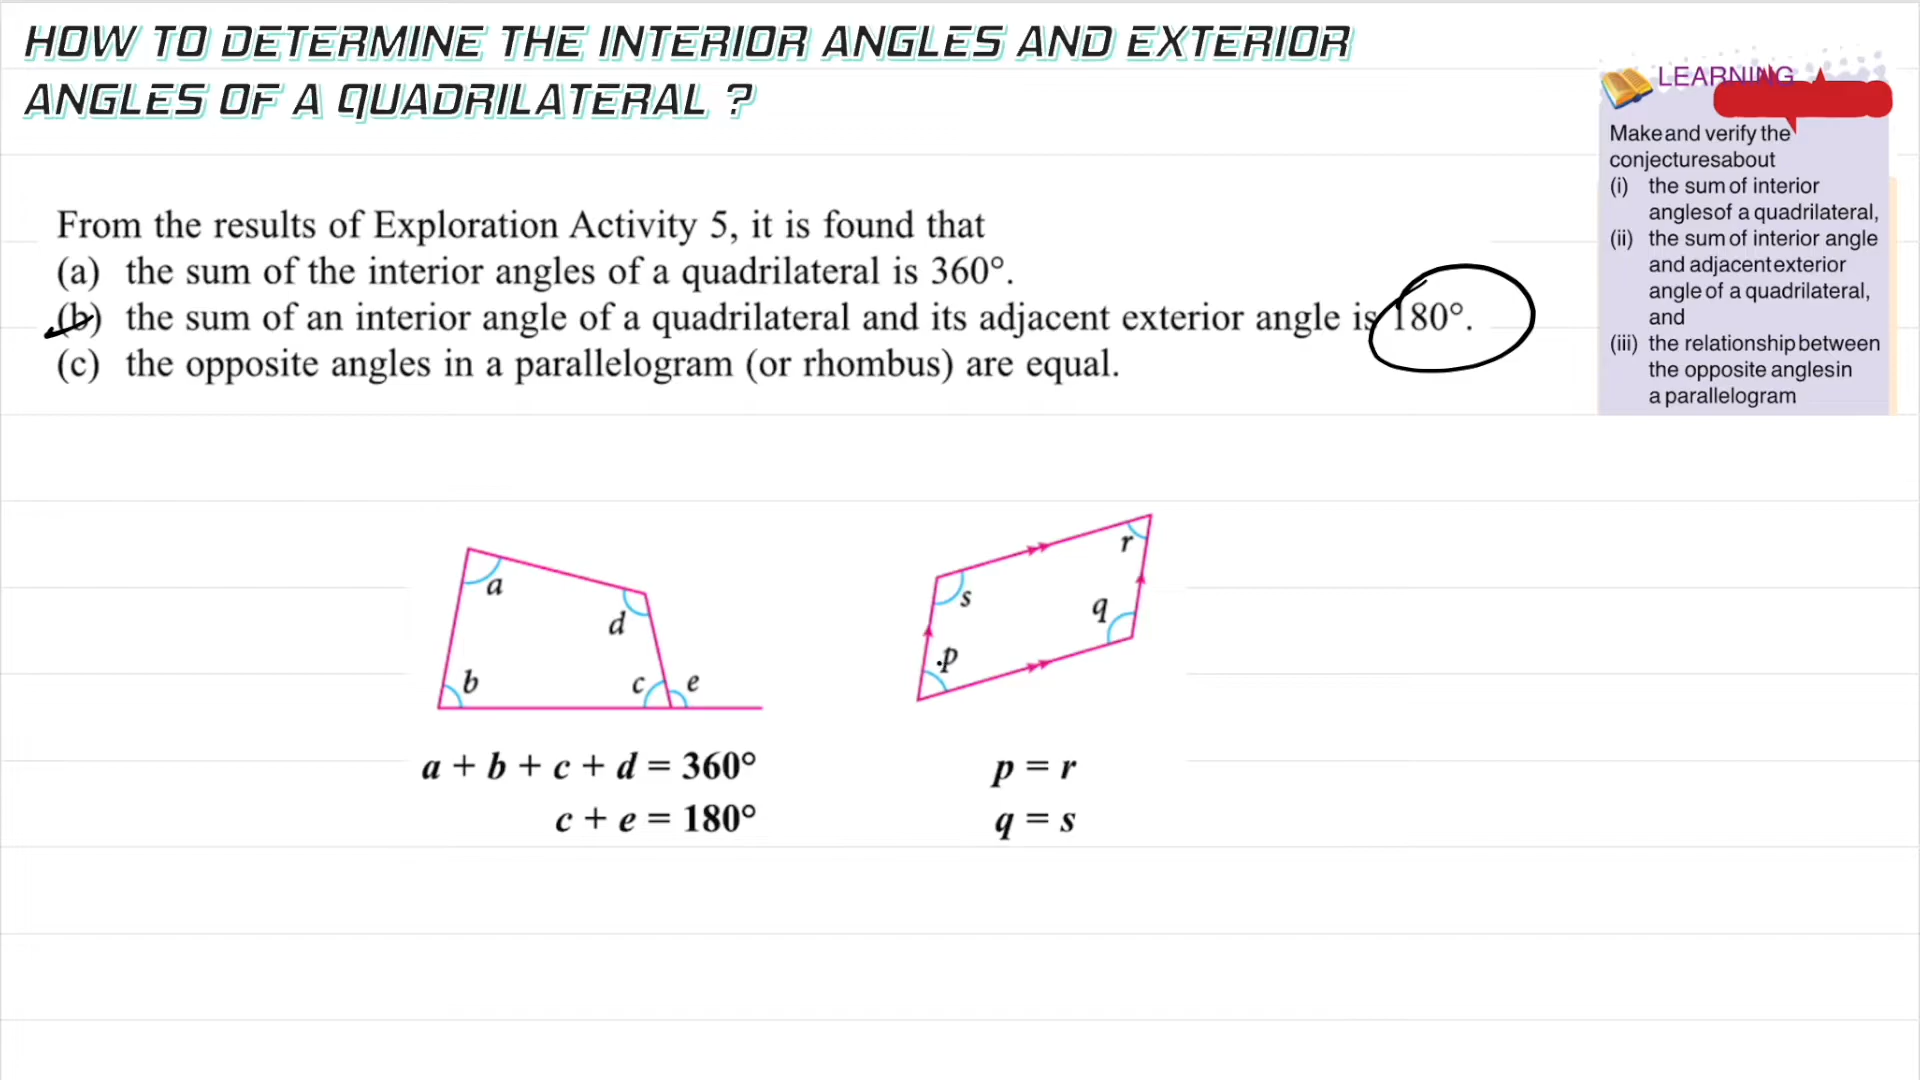 HOW TO DETERMINE THE INTERIOR ANGLES AND EXTERIOR
ANGLES OF A QUADRILATERAL ?
From the results of Exploration Activity 5, it is found that
(a) the sum of the interior angles of a quadrilateral is 360°.
(b) the sum of an interior angle of a quadrilateral and its adjacent exterior angle is 180°.
(c) the opposite angles in a parallelogram (or rhombus) are equal.
LEARNING
Make and verify the
conjectures about
(i) the sum of interior
angles of a quadrilateral,
(ii) the sum of interior angle
and adjacent exterior
angle of a quadrilateral,
and
(iii) the relationship between
the opposite angles in
a parallelogram
a
d
b
c
e
s
r
q
p
a + b + c + d = 360°
c + e = 180°
p = r
q = s